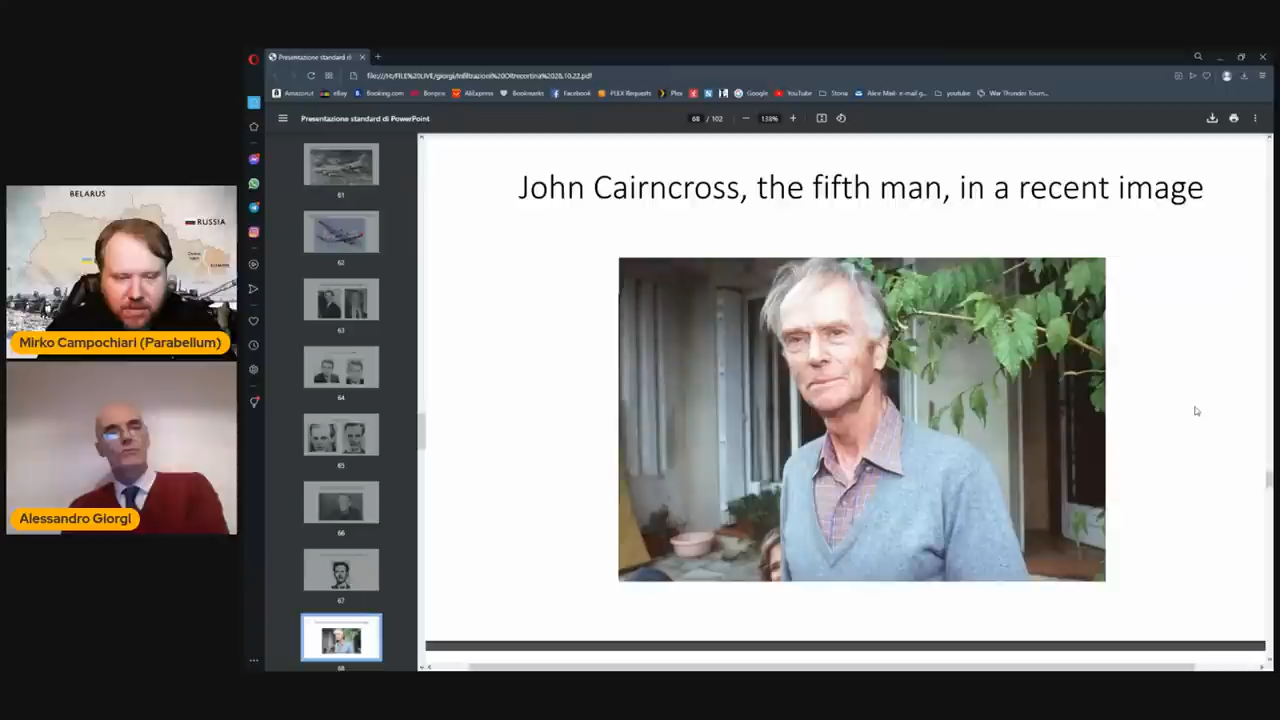 Presentazione standard di
file:///H:/FILE%20LIVE/giorgi/Infiltrazioni%20Oltrecortina%2028.10.22.pdf
Amazon.it
eBay
Booking.com
AliExpress
Bookmarks
Facebook
PLEX Requests
Plex
Google
YouTube
Storia
Alice Mail: e-mail g...
youtube
War Thunder Tourn...
Presentazione standard di PowerPoint
68 / 102
138%
61
62
63
64
65
66
67
68
BELARUS
RUSSIA
Mirko Campochiari (Parabellum)
Alessandro Giorgi
John Cairncross, the fifth man, in a recent image